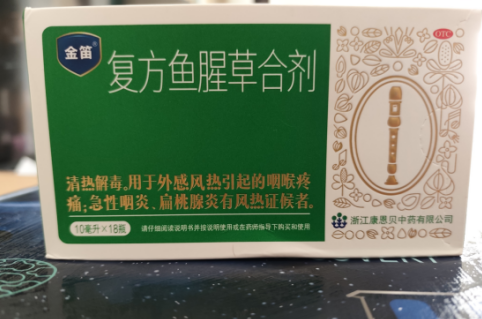 金笛
复方鱼腥草合剂
OTC
清热解毒。用于外感风热引起的咽喉疼
痛;急性咽炎、扁桃腺炎有风热证候者。
10毫升×18瓶
请仔细阅读说明书并按说明使用或在药师指导下购买和使用
浙江康恩贝中药有限公司